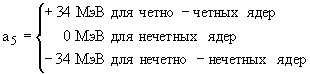 + 34 МэВ для четно − четных ядер
a₅ = { 0 МэВ для нечетных ядер
− 34 МэВ для нечетно − нечетных ядер